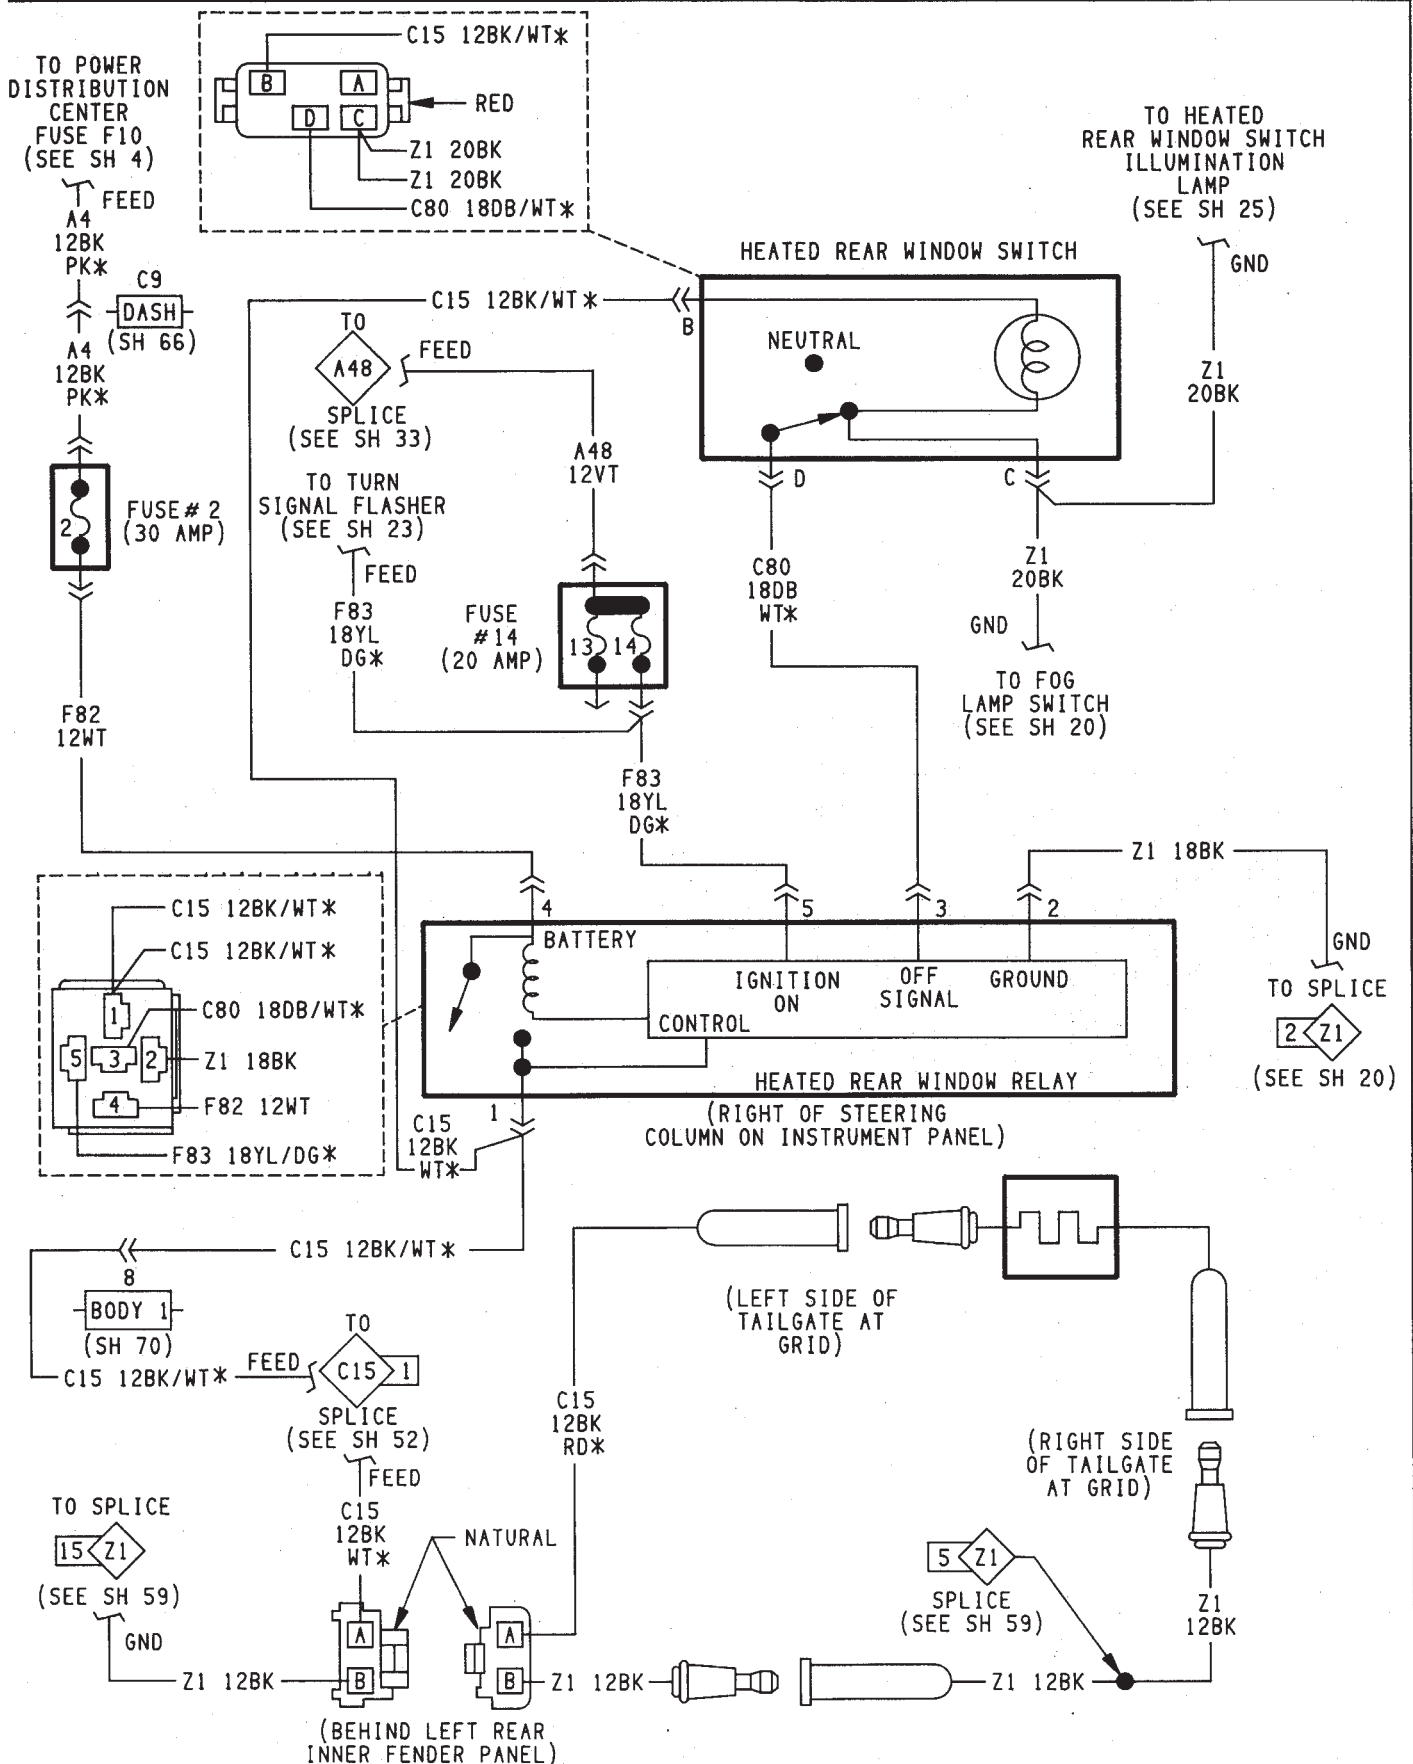 C15 12BK/WT*
B
A
D
C
RED
Z1 20BK
Z1 20BK
C80 18DB/WT*
TO POWER
DISTRIBUTION
CENTER
FUSE F10
(SEE SH 4)
FEED
A4
12BK
PK*
C9
DASH
(SH 66)
A4
12BK
PK*
2
FUSE# 2
(30 AMP)
F82
12WT
TO HEATED
REAR WINDOW SWITCH
ILLUMINATION
LAMP
(SEE SH 25)
GND
Z1
20BK
HEATED REAR WINDOW SWITCH
C15 12BK/WT*
B
NEUTRAL
D
C
TO
A48
FEED
SPLICE
(SEE SH 33)
A48
12VT
TO TURN
SIGNAL FLASHER
(SEE SH 23)
FEED
F83
18YL
DG*
FUSE
#14
(20 AMP)
13
14
C80
18DB
WT*
Z1
20BK
GND
TO FOG
LAMP SWITCH
(SEE SH 20)
F83
18YL
DG*
Z1 18BK
GND
TO SPLICE
2
Z1
(SEE SH 20)
4
5
3
2
BATTERY
IGNITION
ON
OFF
SIGNAL
GROUND
CONTROL
HEATED REAR WINDOW RELAY
(RIGHT OF STEERING
COLUMN ON INSTRUMENT PANEL)
1
C15
12BK
WT*
C15 12BK/WT*
C15 12BK/WT*
C80 18DB/WT*
1
5
3
2
Z1 18BK
4
F82 12WT
F83 18YL/DG*
C15 12BK/WT*
8
BODY 1
(SH 70)
C15 12BK/WT*
FEED
TO
C15
1
SPLICE
(SEE SH 52)
FEED
C15
12BK
WT*
NATURAL
TO SPLICE
15
Z1
(SEE SH 59)
GND
Z1 12BK
A
B
A
B
(BEHIND LEFT REAR
INNER FENDER PANEL)
C15
12BK
RD*
(LEFT SIDE OF
TAILGATE AT
GRID)
(RIGHT SIDE
OF TAILGATE
AT GRID)
5
Z1
SPLICE
(SEE SH 59)
Z1
12BK
Z1 12BK
Z1 12BK